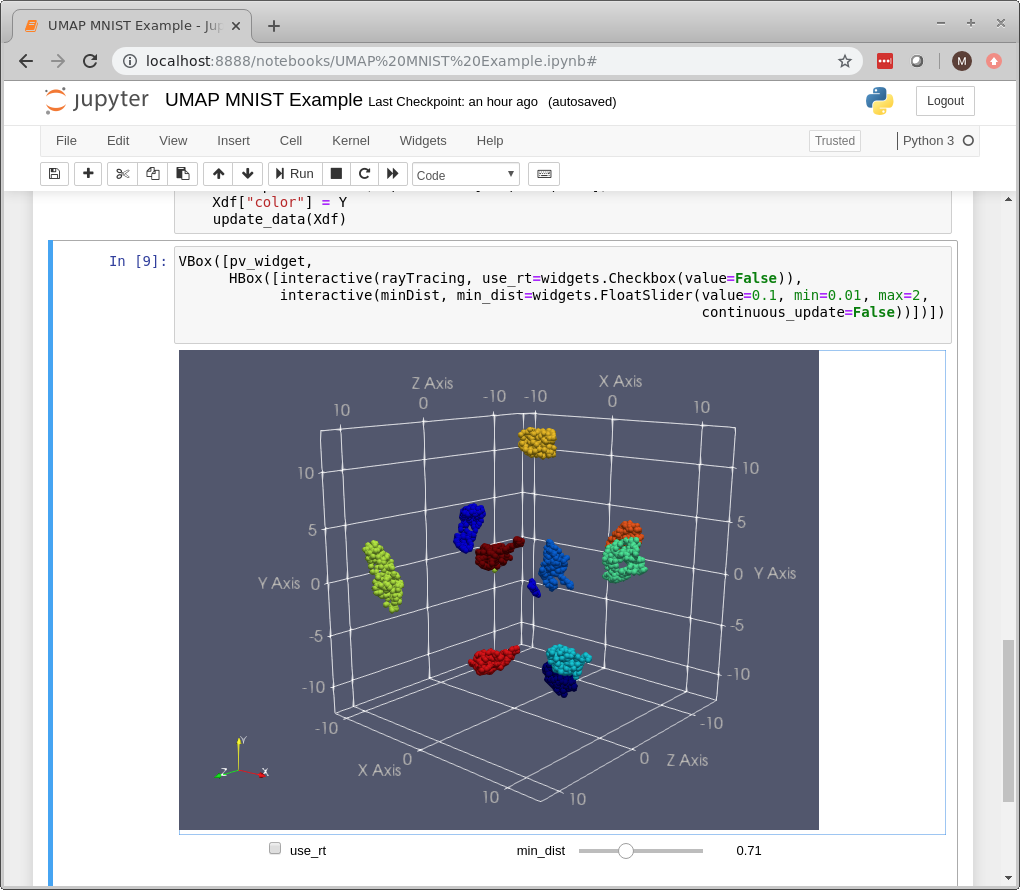 UMAP MNIST Example - Ju
localhost:8888/notebooks/UMAP%20MNIST%20Example.ipynb#
M
jupyter UMAP MNIST Example Last Checkpoint: an hour ago (autosaved)
Logout
File Edit View Insert Cell Kernel Widgets Help
Trusted Python 3
Run Code
Xdf["color"] = Y
update_data(Xdf)
In [9]:
VBox([pv_widget,
HBox([interactive(rayTracing, use_rt=widgets.Checkbox(value=False)),
interactive(minDist, min_dist=widgets.FloatSlider(value=0.1, min=0.01, max=2,
continuous_update=False))])])
Z Axis X Axis
10 0 -10 -10 0 10
10 10
5 5
Y Axis 0 0 Y Axis
-5 -5
-10 -10
-10 -10
X Axis 0 0 Z Axis
10 10
Y
Z X
use_rt min_dist 0.71